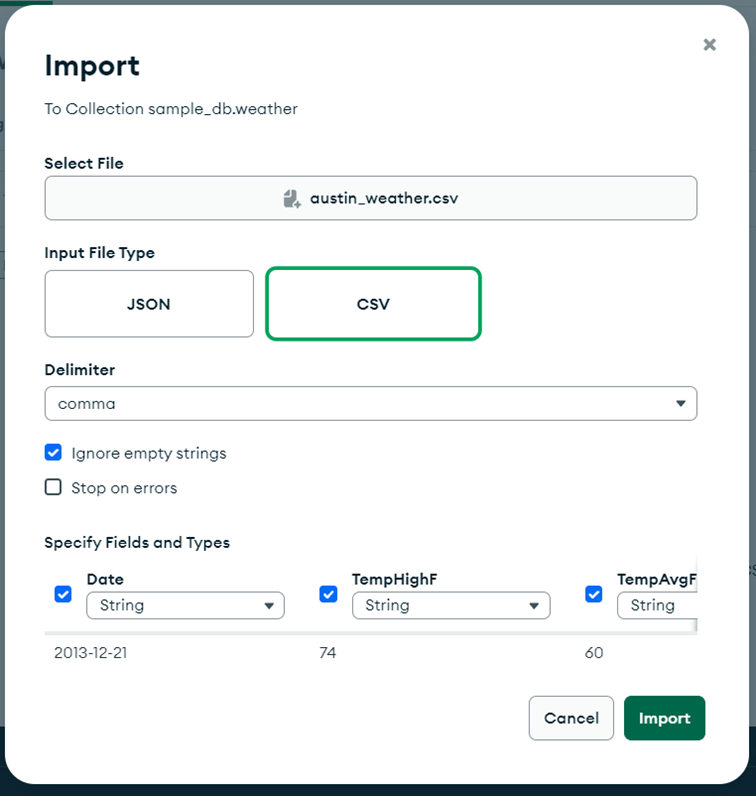 Import
To Collection sample_db.weather
Select File
austin_weather.csv
Input File Type
JSON CSV
Delimiter
comma
Ignore empty strings
Stop on errors
Specify Fields and Types
Date TempHighF TempAvgF
String String String
2013-12-21 74 60
Cancel Import